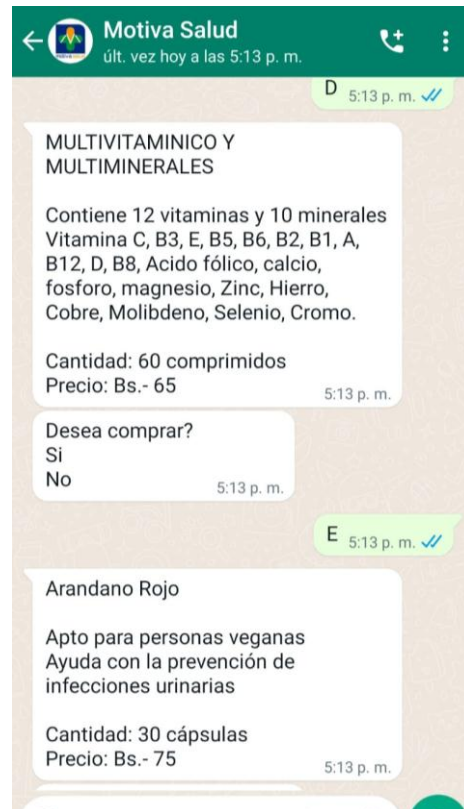 Motiva Salud
últ. vez hoy a las 5:13 p. m.
D 5:13 p. m.
MULTIVITAMINICO Y
MULTIMINERALES
Contiene 12 vitaminas y 10 minerales
Vitamina C, B3, E, B5, B6, B2, B1, A,
B12, D, B8, Acido fólico, calcio,
fosforo, magnesio, Zinc, Hierro,
Cobre, Molibdeno, Selenio, Cromo.
Cantidad: 60 comprimidos
Precio: Bs.- 65
5:13 p. m.
Desea comprar?
Si
No
5:13 p. m.
E 5:13 p. m.
Arandano Rojo
Apto para personas veganas
Ayuda con la prevención de
infecciones urinarias
Cantidad: 30 cápsulas
Precio: Bs.- 75
5:13 p. m.